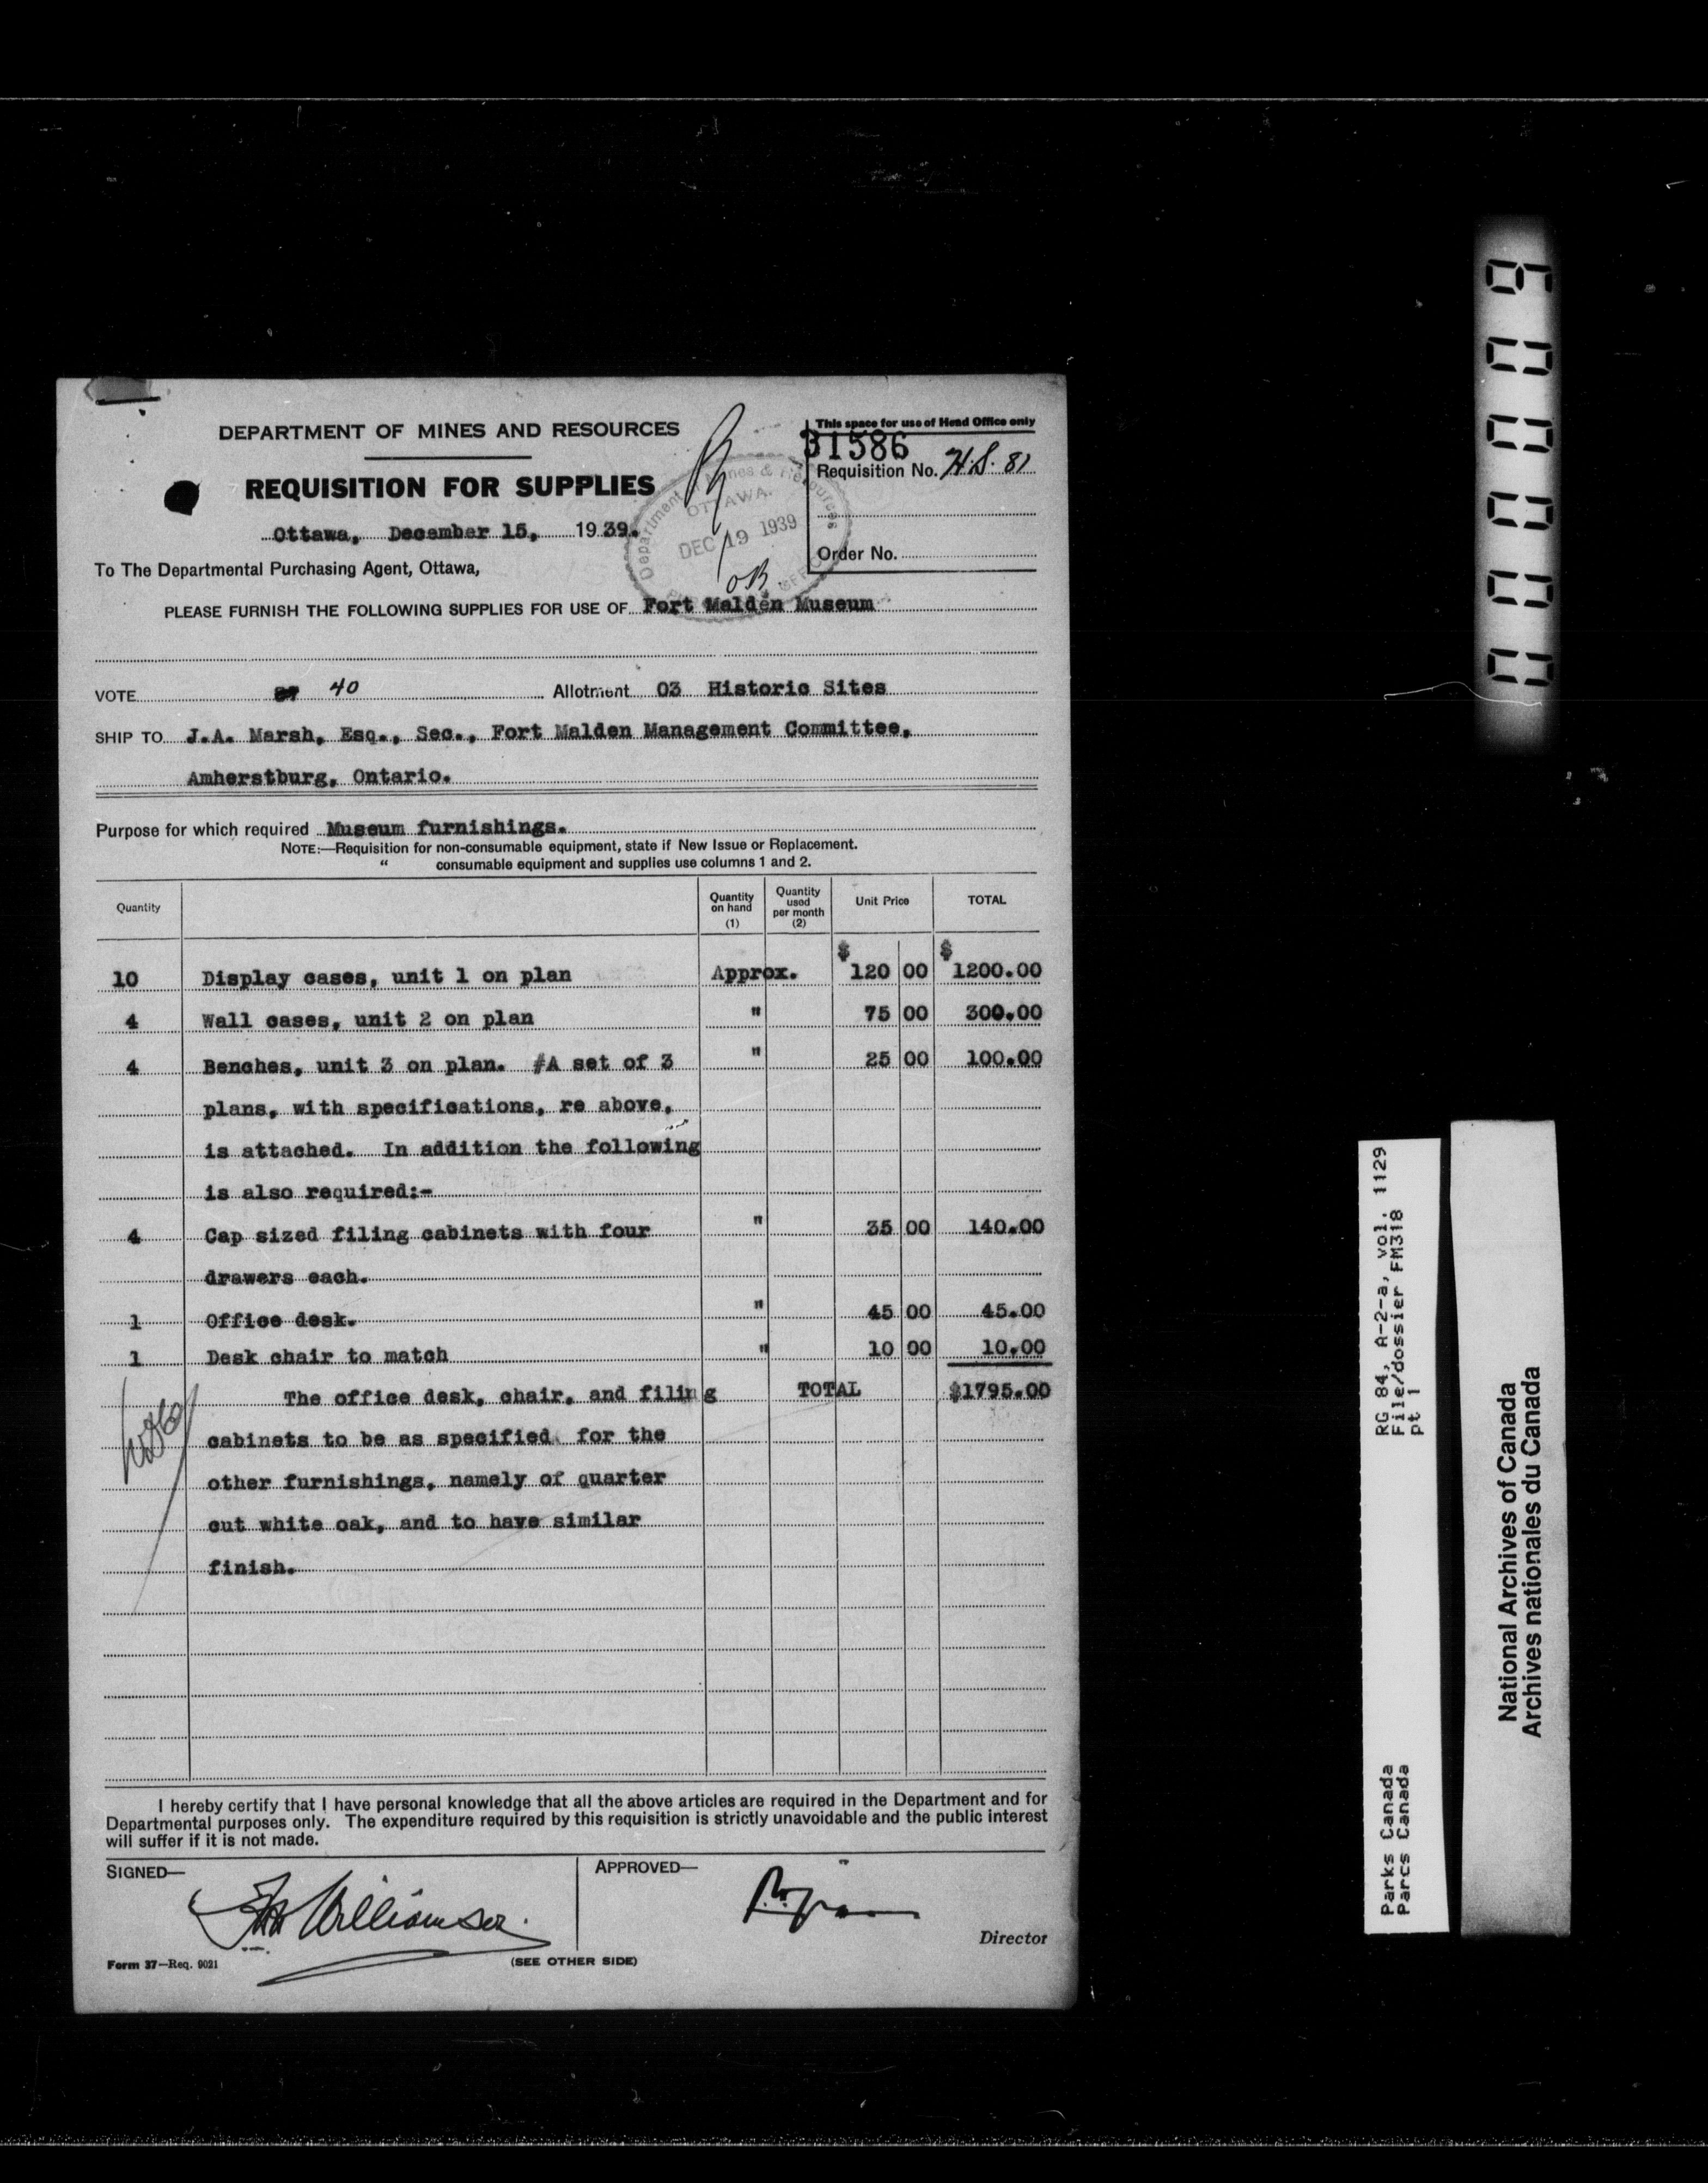 DEPARTMENT OF MINES AND RESOURCES
This space for use of Head Office only
31586
REQUISITION FOR SUPPLIES
Requisition No. H.S. 81
Ottawa, December 15, 1939.
Department of Mines & Resources
OTTAWA.
DEC 19 1939
Order No.
To The Departmental Purchasing Agent, Ottawa,
PLEASE FURNISH THE FOLLOWING SUPPLIES FOR USE OF Fort Malden Museum
VOTE 40 Allotment 03 Historic Sites
SHIP TO J.A. Marsh, Esq., Sec., Fort Malden Management Committee,
Amherstburg, Ontario.
Purpose for which required Museum furnishings.
NOTE:—Requisition for non-consumable equipment, state if New Issue or Replacement.
" consumable equipment and supplies use columns 1 and 2.
Quantity Quantity on hand (1) Quantity used per month (2) Unit Price TOTAL
$ $
10 Display cases, unit 1 on plan Approx. 120 00 1200.00
4 Wall cases, unit 2 on plan " 75 00 300.00
4 Benches, unit 3 on plan. #A set of 3 " 25 00 100.00
plans, with specifications, re above,
is attached. In addition the following
is also required:-
4 Cap sized filing cabinets with four " 35 00 140.00
drawers each.
1 Office desk. " 45 00 45.00
1 Desk chair to match " 10 00 10.00
The office desk, chair, and filing TOTAL $1795.00
cabinets to be as specified for the
other furnishings, namely of quarter
cut white oak, and to have similar
finish.
I hereby certify that I have personal knowledge that all the above articles are required in the Department and for
Departmental purposes only. The expenditure required by this requisition is strictly unavoidable and the public interest
will suffer if it is not made.
SIGNED—
APPROVED—
Williamson
Director
Form 37—Req. 9021
(SEE OTHER SIDE)
RG 84, A-2-a, vol. 1129
File/dossier FM318
pt 1
Parks Canada
Parcs Canada
National Archives of Canada
Archives nationales du Canada